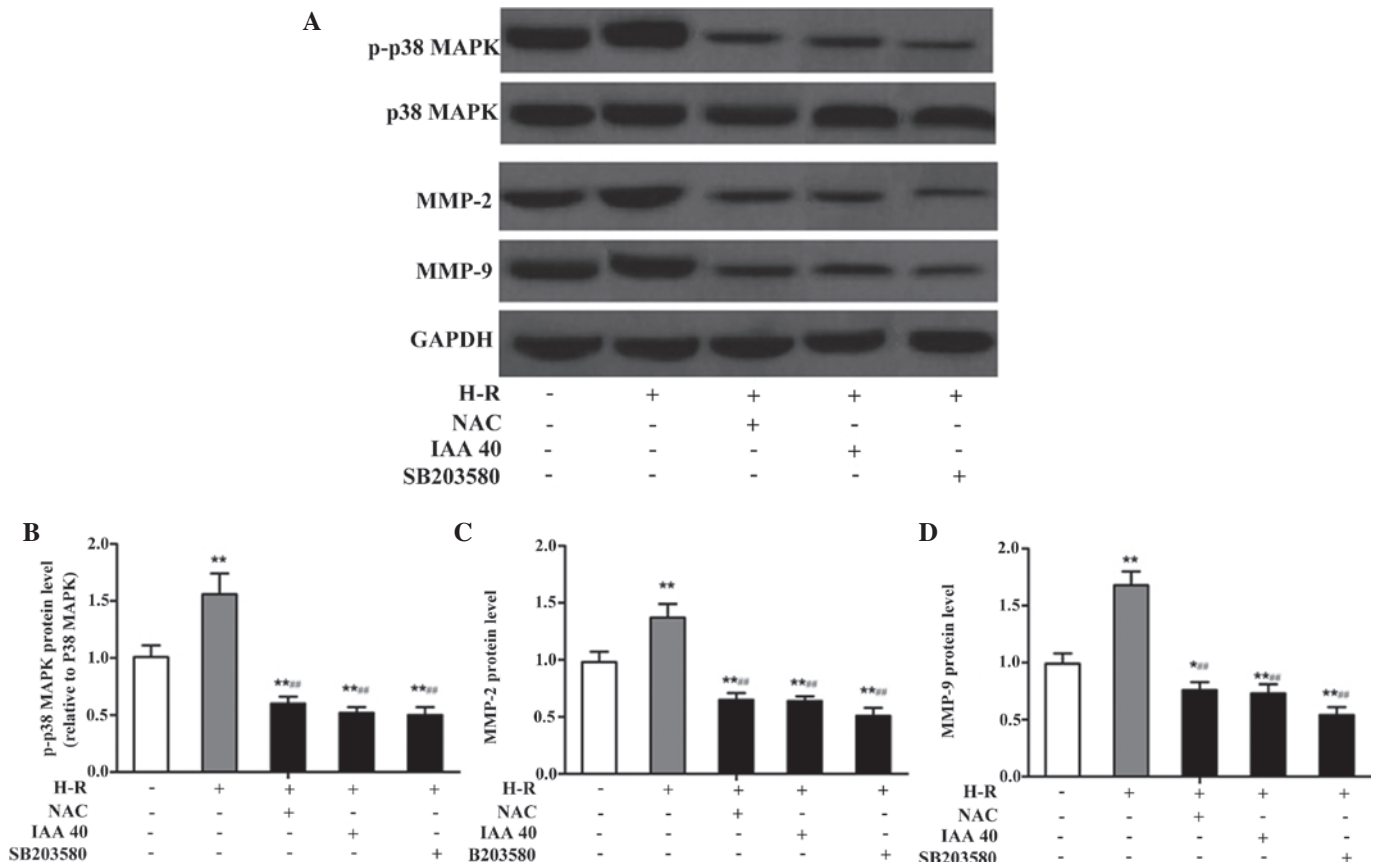 A
p-p38 MAPK
p38 MAPK
MMP-2
MMP-9
GAPDH
H-R - + + + +
NAC - - + - -
IAA 40 - - - + -
SB203580 - - - - +
B
p-p38 MAPK protein level
(relative to P38 MAPK)
2.0
1.5
1.0
0.5
0.0
** **## **## **##
H-R - + + + +
NAC - - + - -
IAA 40 - - - + -
SB203580 - - - - +
C
MMP-2 protein level
2.0
1.5
1.0
0.5
0.0
** **## **## **##
H-R - + + + +
NAC - - + - -
IAA 40 - - - + -
B203580 - - - - +
D
MMP-9 protein level
2.0
1.5
1.0
0.5
0.0
** *## **## **##
H-R - + + + +
NAC - - + - -
IAA 40 - - - + -
SB203580 - - - - +